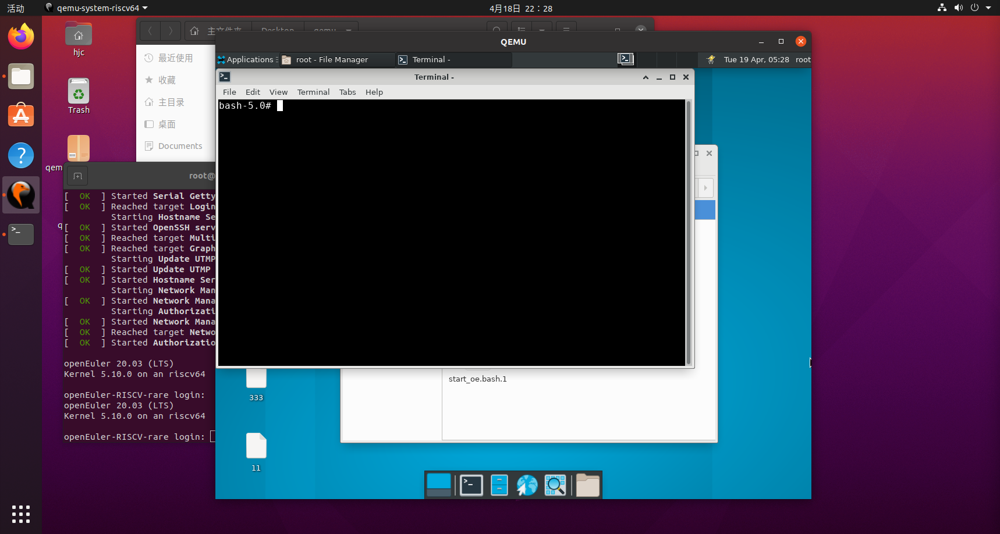 活动
qemu-system-riscv64
4月18日 22：28
hjc
Trash
qem
q
主文件夹
Desktop
qemu
最近使用
收藏
主目录
桌面
Documents
root@
[  OK  ] Started Serial Getty
[  OK  ] Reached target Login
Starting Hostname Se
[  OK  ] Started OpenSSH serv
[  OK  ] Reached target Multi
[  OK  ] Reached target Graph
Starting Update UTMP
[  OK  ] Started Update UTMP
[  OK  ] Started Hostname Ser
Starting Network Man
[  OK  ] Started Network Mana
Starting Authorizati
[  OK  ] Started Network Mana
[  OK  ] Reached target Netwo
[  OK  ] Started Authorizatio
openEuler 20.03 (LTS)
Kernel 5.10.0 on an riscv64
openEuler-RISCV-rare login:
openEuler 20.03 (LTS)
Kernel 5.10.0 on an riscv64
openEuler-RISCV-rare login:
QEMU
Applications
root - File Manager
Terminal -
Tue 19 Apr, 05:28
root
Terminal -
File Edit View Terminal Tabs Help
bash-5.0#
start_oe.bash.1
333
11